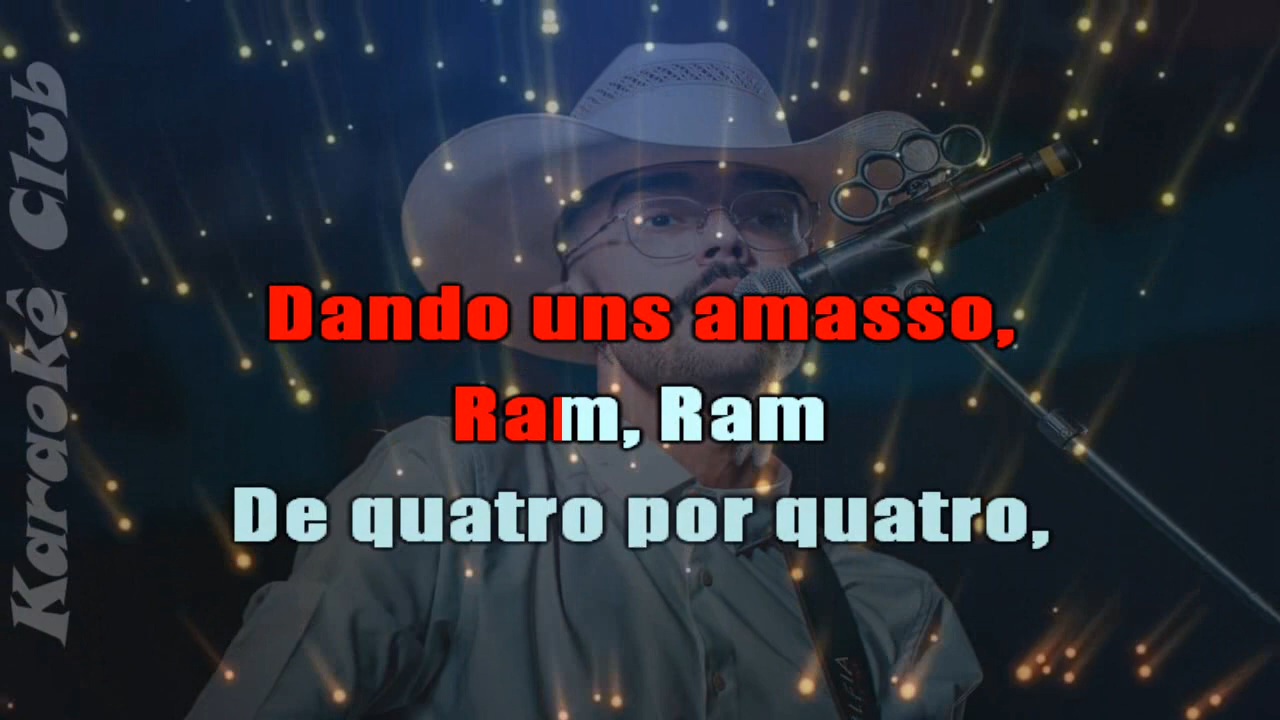 Karaokê Club
Dando uns amasso,
Ram, Ram
De quatro por quatro,